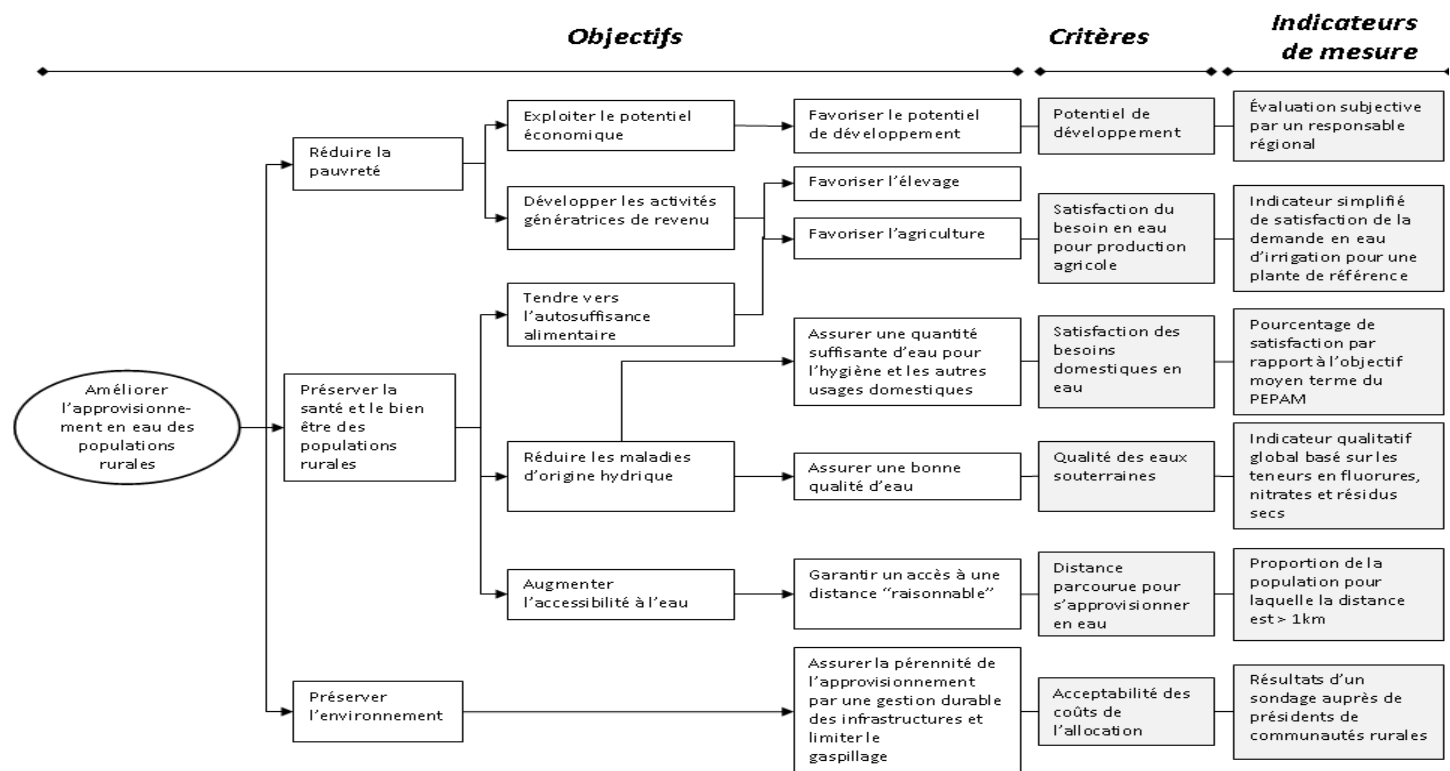 Objectifs
Critères
Indicateurs
de mesure
Améliorer
l'approvisionne-
ment en eau des
populations
rurales
Réduire la
pauvreté
Préserver la
santé et le bien
être des
populations
rurales
Préserver
l'environnement
Exploiter le potentiel
économique
Développer les activités
génératrices de revenu
Tendre vers
l'autosuffisance
alimentaire
Réduire les maladies
d'origine hydrique
Augmenter
l'accessibilité à l'eau
Favoriser le potentiel
de développement
Favoriser l'élevage
Favoriser l'agriculture
Assurer une quantité
suffisante d'eau pour
l'hygiène et les autres
usages domestiques
Assurer une bonne
qualité d'eau
Garantir un accès à une
distance "raisonnable"
Assurer la pérennité de
l'approvisionnement
par une gestion durable
des infrastructures et
limiter le
gaspillage
Potentiel de
développement
Satisfaction du
besoin en eau
pour production
agricole
Satisfaction des
besoins
domestiques en
eau
Qualité des eaux
souterraines
Distance
parcourue pour
s'approvisionner
en eau
Acceptabilité des
coûts de
l'allocation
Évaluation subjective
par un responsable
régional
Indicateur simplifié
de satisfaction de la
demande en eau
d'irrigation pour une
plante de référence
Pourcentage de
satisfaction par
rapport à l'objectif
moyen terme du
PEPAM
Indicateur qualitatif
global basé sur les
teneurs en fluorures,
nitrates et résidus
secs
Proportion de la
population pour
laquelle la distance
est > 1km
Résultats d'un
sondage auprès de
présidents de
communautés rurales